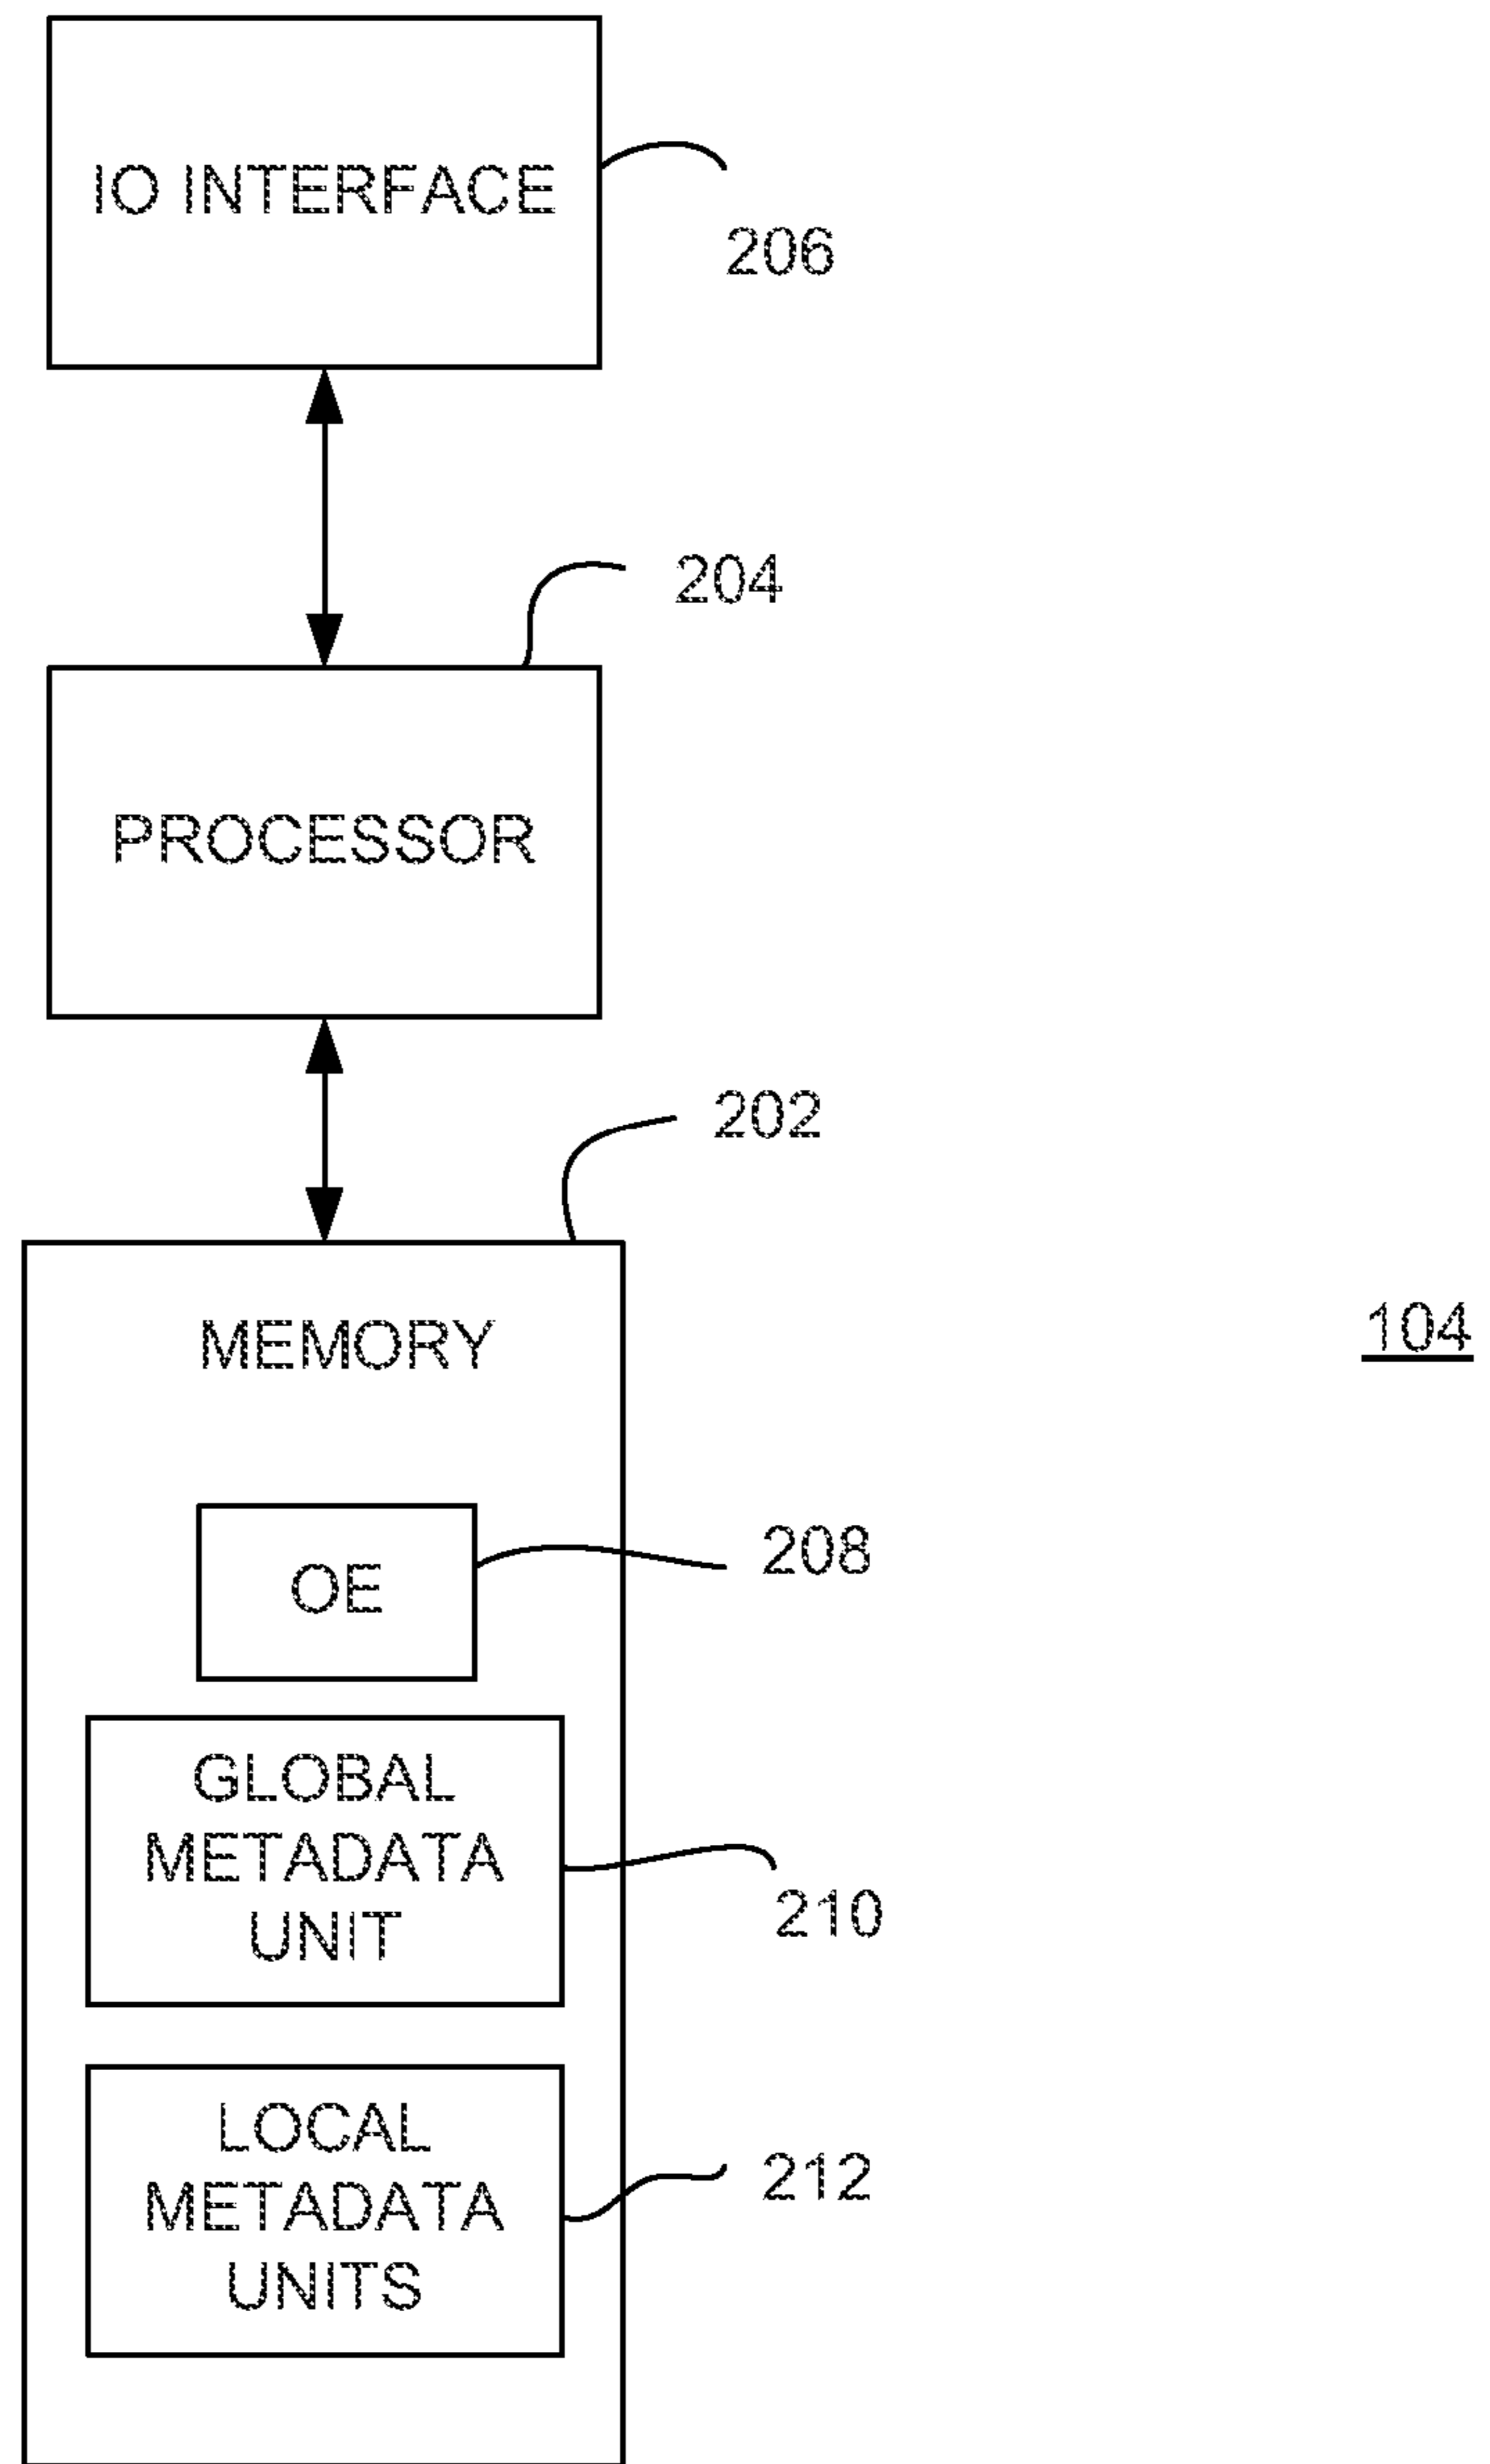 IO INTERFACE
206
204
PROCESSOR
202
MEMORY
104
OE
208
GLOBAL
METADATA
UNIT
210
LOCAL
METADATA
UNITS
212